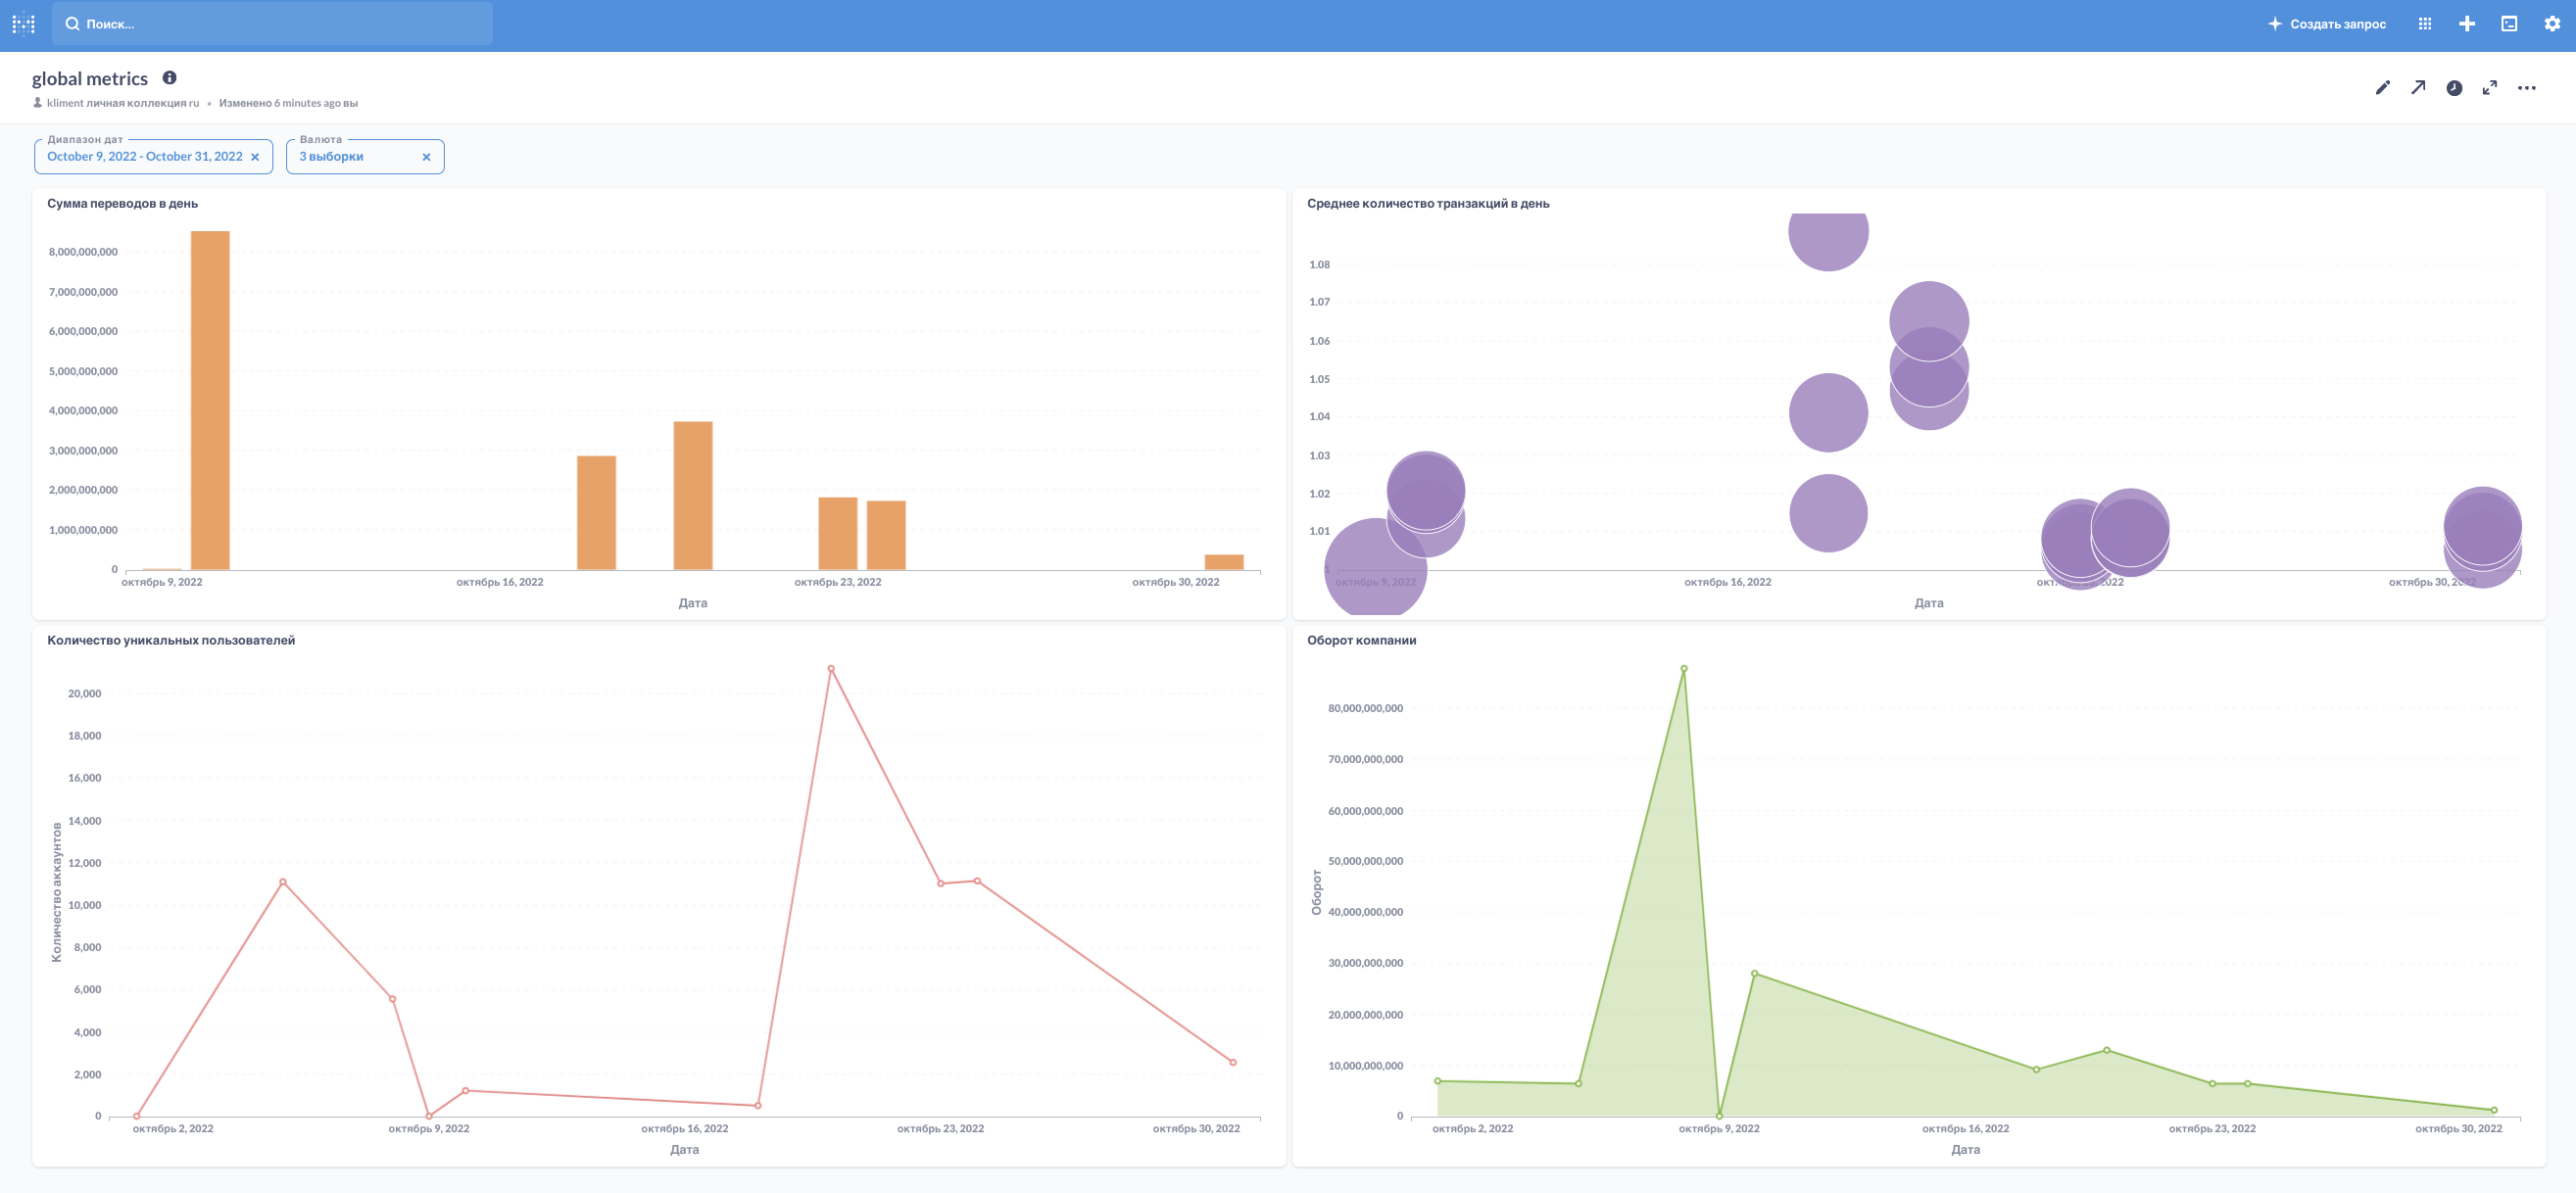 Поиск...
Создать запрос
global metrics
kliment личная коллекция ru • Изменено 6 minutes ago вы
Диапазон дат
October 9, 2022 - October 31, 2022
Валюта
3 выборки
Сумма переводов в день
8,000,000,000
7,000,000,000
6,000,000,000
5,000,000,000
4,000,000,000
3,000,000,000
2,000,000,000
1,000,000,000
0
октябрь 9, 2022
октябрь 16, 2022
октябрь 23, 2022
октябрь 30, 2022
Дата
Среднее количество транзакций в день
1.08
1.07
1.06
1.05
1.04
1.03
1.02
1.01
1
октябрь 9, 2022
октябрь 16, 2022
2022
октябрь 30, 2022
Дата
Количество уникальных пользователей
Количество аккаунтов
20,000
18,000
16,000
14,000
12,000
10,000
8,000
6,000
4,000
2,000
0
октябрь 2, 2022
октябрь 9, 2022
октябрь 16, 2022
октябрь 23, 2022
октябрь 30, 2022
Дата
Оборот компании
Оборот
80,000,000,000
70,000,000,000
60,000,000,000
50,000,000,000
40,000,000,000
30,000,000,000
20,000,000,000
10,000,000,000
0
октябрь 2, 2022
октябрь 9, 2022
октябрь 16, 2022
октябрь 23, 2022
октябрь 30, 2022
Дата